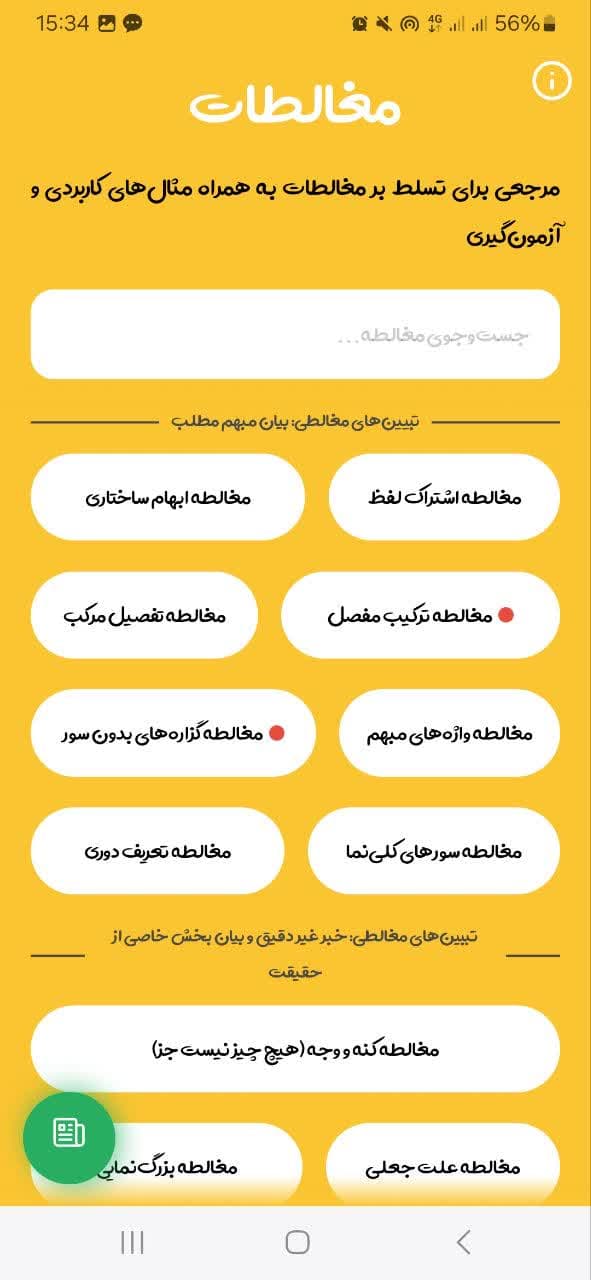 15:34 4G 56%
مغالطات
مرجعی برای تسلط بر مغالطات به همراه مثال‌های کاربردی و
آزمون‌گیری
جست‌وجوی مغالطه...
تبیین‌های مغالطی: بیان مبهم مطلب
مغالطه اشتراک لفظ
مغالطه ابهام ساختاری
مغالطه ترکیب مفصل
مغالطه تفصیل مرکب
مغالطه واژه‌های مبهم
مغالطه گزاره‌های بدون سور
مغالطه سورهای کلی‌نما
مغالطه تعریف دوری
تبیین‌های مغالطی: خبر غیر دقیق و بیان بخش خاصی از
حقیقت
مغالطه کنه و وجه (هیچ چیز نیست جز)
مغالطه علت جعلی
مغالطه بزرگ‌نمایی